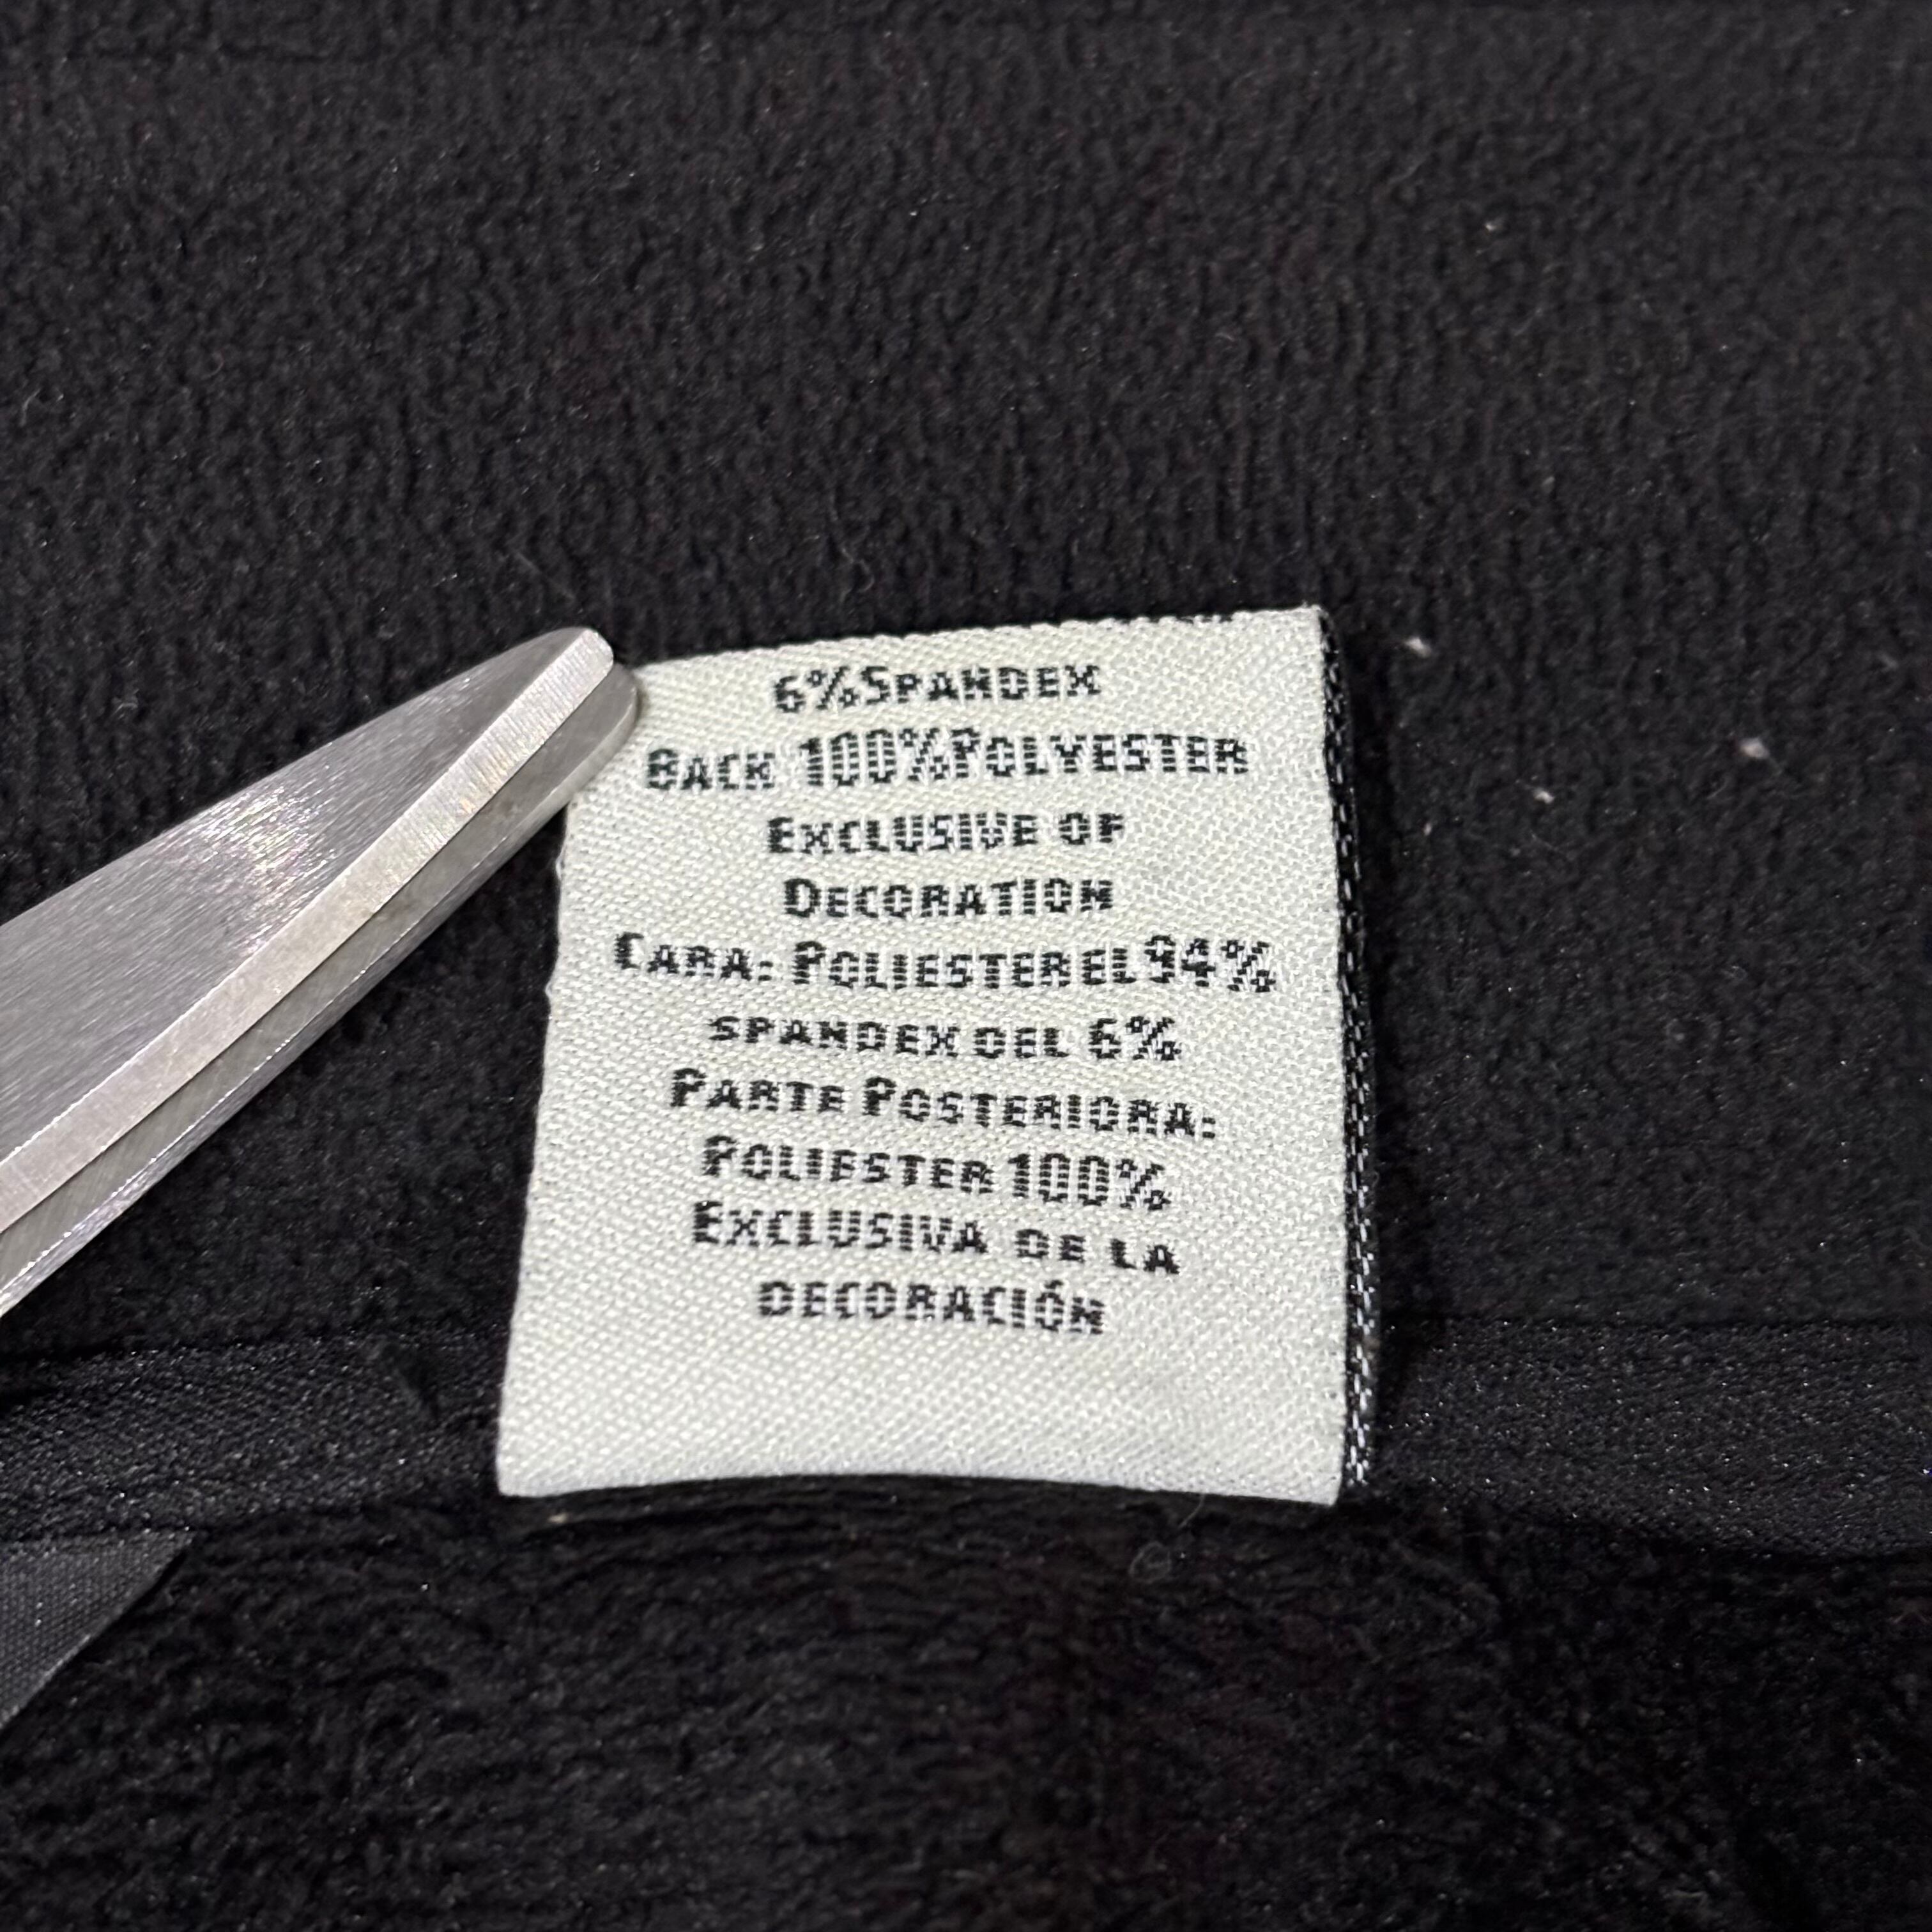 6%Spandex
Back 100%Polyester
Exclusive of
Decoration
Cara: Poliester el 94%
spandex del 6%
Parte Posteriora:
Poliester 100%
Exclusiva de la
decoración